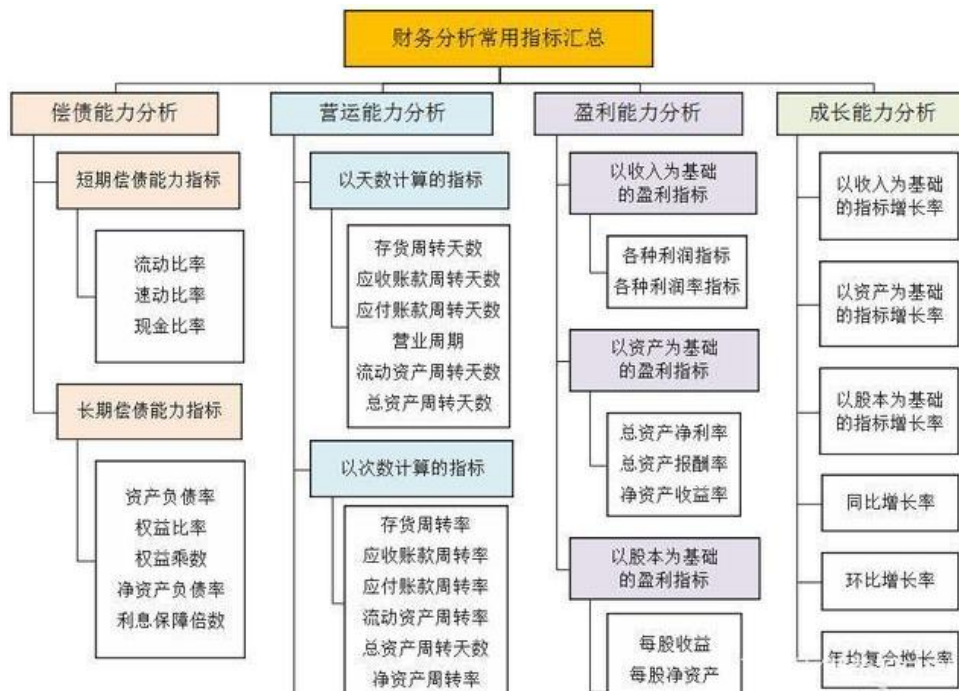 财务分析常用指标汇总
偿债能力分析
短期偿债能力指标
流动比率
速动比率
现金比率
长期偿债能力指标
资产负债率
权益比率
权益乘数
净资产负债率
利息保障倍数
营运能力分析
以天数计算的指标
存货周转天数
应收账款周转天数
应付账款周转天数
营业周期
流动资产周转天数
总资产周转天数
以次数计算的指标
存货周转率
应收账款周转率
应付账款周转率
流动资产周转率
总资产周转天数
净资产周转率
盈利能力分析
以收入为基础
的盈利指标
各种利润指标
各种利润率指标
以资产为基础
的盈利指标
总资产净利率
总资产报酬率
净资产收益率
以股本为基础
的盈利指标
每股收益
每股净资产
成长能力分析
以收入为基础
的指标增长率
以资产为基础
的指标增长率
以股本为基础
的指标增长率
同比增长率
环比增长率
年均复合增长率